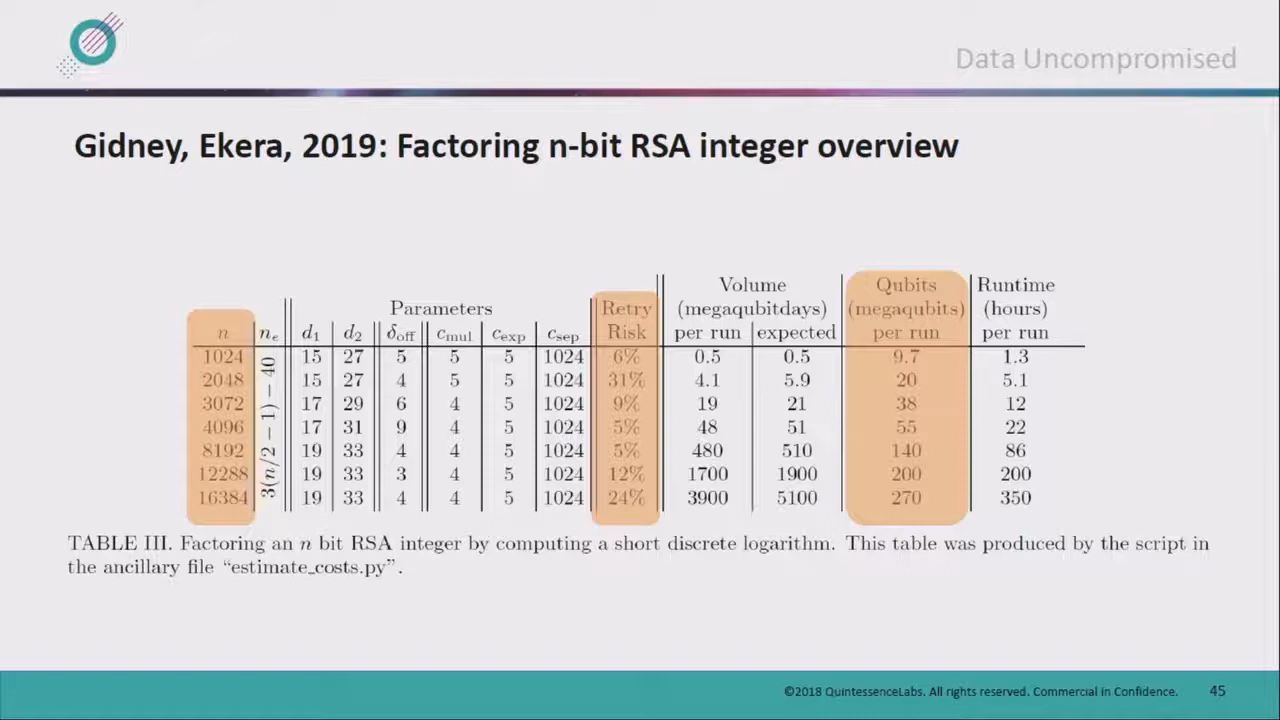 Data Uncompromised
Gidney, Ekera, 2019: Factoring n-bit RSA integer overview
Parameters Retry Risk Volume (megaqubitdays) Qubits (megaqubits) Runtime (hours)
n nₑ d₁ d₂ δoff cmul cexp csep per run expected per run per run
3(n/2 − 1) − 40
1024 15 27 5 5 5 1024 6% 0.5 0.5 9.7 1.3
2048 15 27 4 5 5 1024 31% 4.1 5.9 20 5.1
3072 17 29 6 4 5 1024 9% 19 21 38 12
4096 17 31 9 4 5 1024 5% 48 51 55 22
8192 19 33 4 4 5 1024 5% 480 510 140 86
12288 19 33 3 4 5 1024 12% 1700 1900 200 200
16384 19 33 4 4 5 1024 24% 3900 5100 270 350
TABLE III. Factoring an n bit RSA integer by computing a short discrete logarithm. This table was produced by the script in
the ancillary file “estimate_costs.py”.
©2018 QuintessenceLabs. All rights reserved. Commercial in Confidence. 45